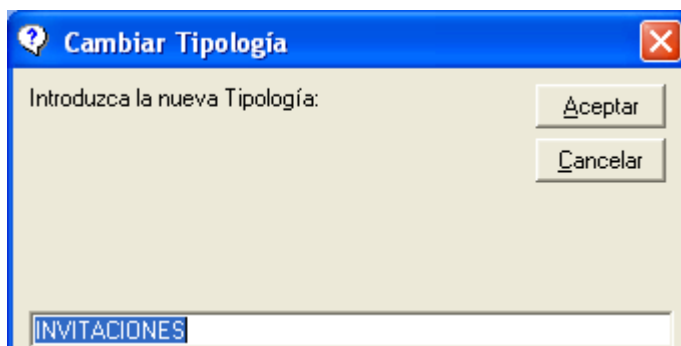 Cambiar Tipología
Introduzca la nueva Tipología:
Aceptar
Cancelar
INVITACIONES